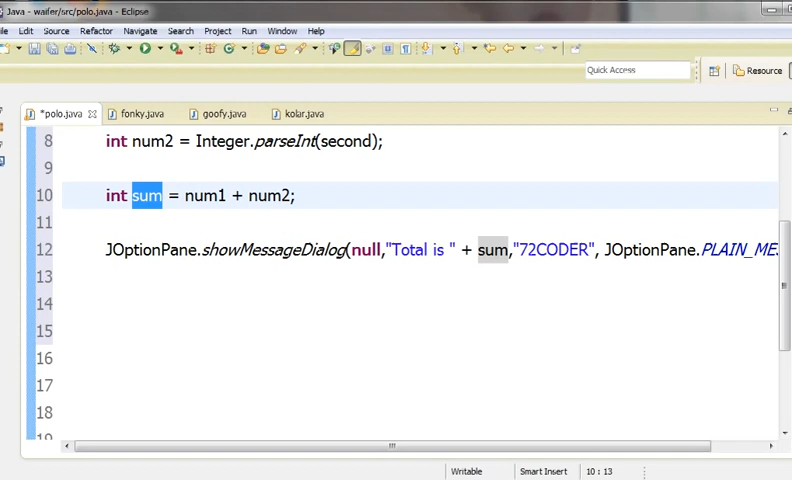 Java - waifer/src/polo.java - Eclipse
File Edit Source Refactor Navigate Search Project Run Window Help
Quick Access
Resource
*polo.java fonky.java goofy.java kolar.java
8 int num2 = Integer.parseInt(second);
9
10 int sum = num1 + num2;
11
12 JOptionPane.showMessageDialog(null,"Total is " + sum,"72CODER", JOptionPane.PLAIN_MES
13
14
15
16
17
18
19
Writable Smart Insert 10 : 13